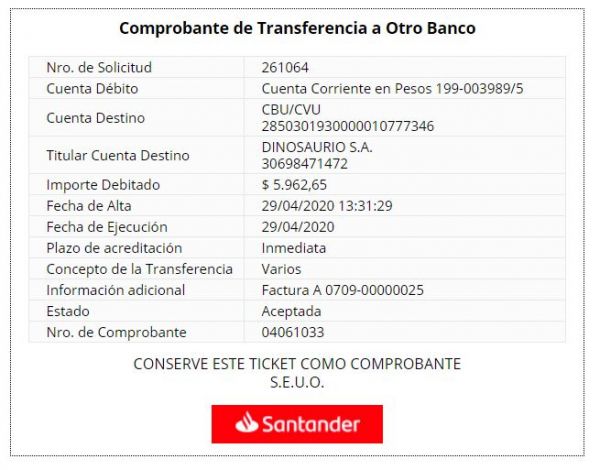 Comprobante de Transferencia a Otro Banco
Nro. de Solicitud 261064
Cuenta Débito Cuenta Corriente en Pesos 199-003989/5
Cuenta Destino CBU/CVU
2850301930000010777346
Titular Cuenta Destino DINOSAURIO S.A.
30698471472
Importe Debitado $ 5.962,65
Fecha de Alta 29/04/2020 13:31:29
Fecha de Ejecución 29/04/2020
Plazo de acreditación Inmediata
Concepto de la Transferencia Varios
Información adicional Factura A 0709-00000025
Estado Aceptada
Nro. de Comprobante 04061033
CONSERVE ESTE TICKET COMO COMPROBANTE
S.E.U.O.
Santander